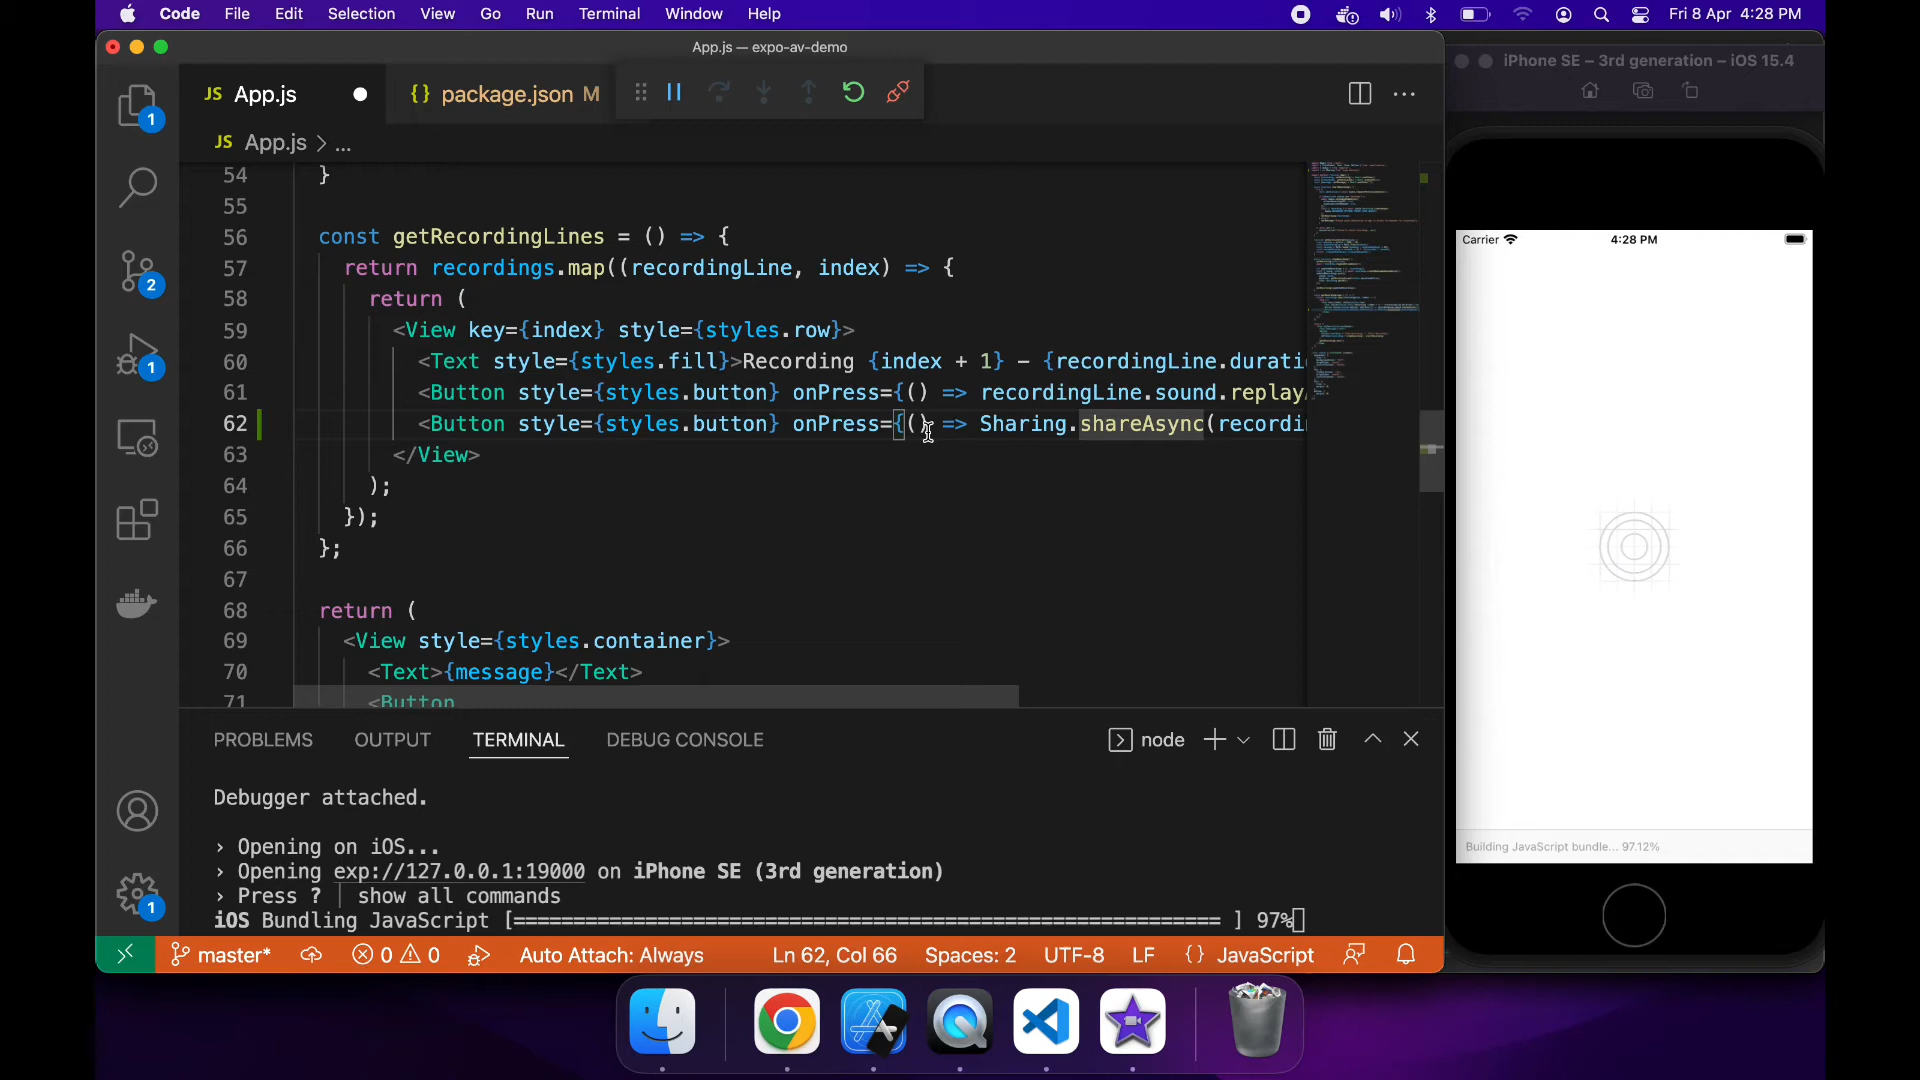 Code File Edit Selection View Go Run Terminal Window Help
Fri 8 Apr 4:28 PM
App.js — expo-av-demo
iPhone SE – 3rd generation – iOS 15.4
JS App.js
{} package.json M
JS App.js > ...
54 }
55
56 const getRecordingLines = () => {
57 return recordings.map((recordingLine, index) => {
58 return (
59 <View key={index} style={styles.row}>
60 <Text style={styles.fill}>Recording {index + 1} - {recordingLine.durati
61 <Button style={styles.button} onPress={() => recordingLine.sound.replay
62 <Button style={styles.button} onPress={() => Sharing.shareAsync(recordi
63 </View>
64 );
65 });
66 };
67
68 return (
69 <View style={styles.container}>
70 <Text>{message}</Text>
71 <Button
1
2
1
1
Carrier 4:28 PM
Building JavaScript bundle... 97.12%
PROBLEMS OUTPUT TERMINAL DEBUG CONSOLE
node
Debugger attached.
› Opening on iOS...
› Opening exp://127.0.0.1:19000 on iPhone SE (3rd generation)
› Press ? | show all commands
iOS Bundling JavaScript [========================================================= ] 97%
master* 0 0 Auto Attach: Always Ln 62, Col 66 Spaces: 2 UTF-8 LF {} JavaScript